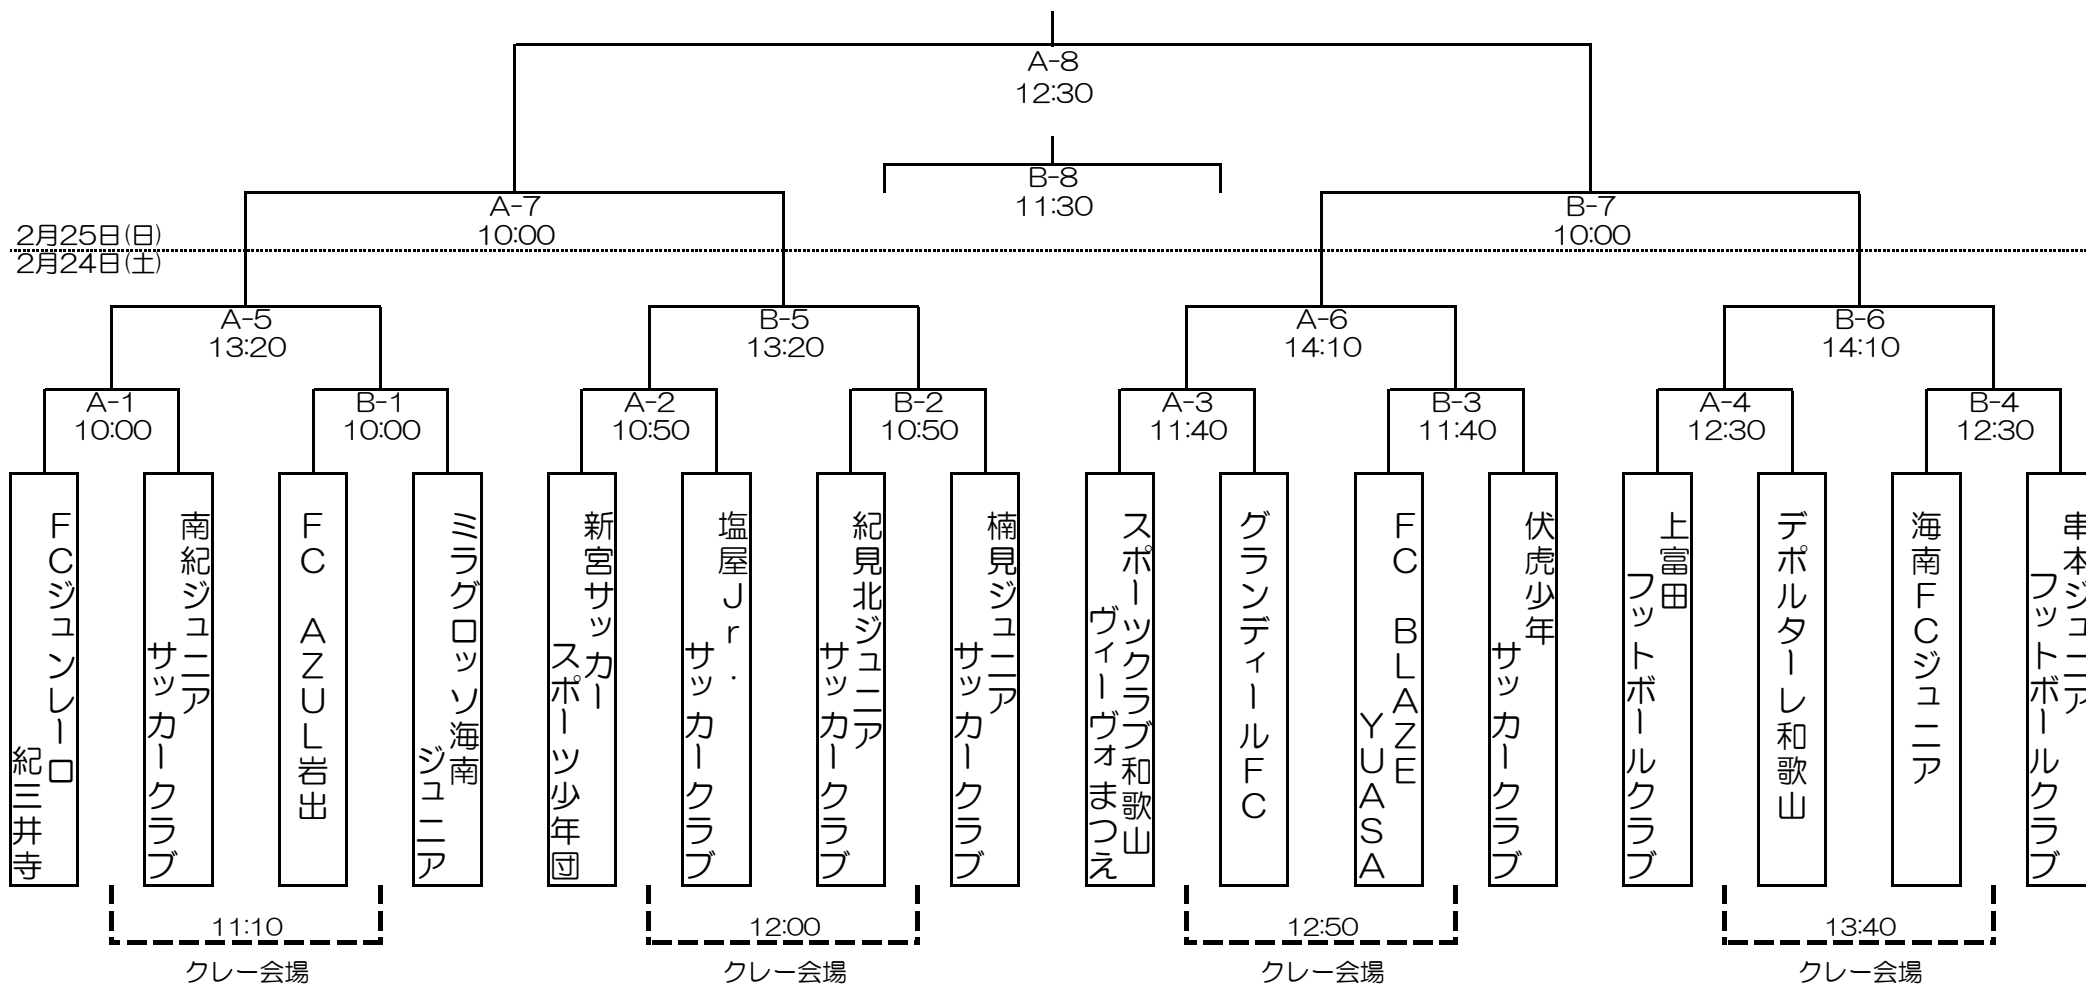 A-8
12:30
B-8
11:30
A-7
10:00
B-7
10:00
2月25日(日)
2月24日(土)
A-5
13:20
B-5
13:20
A-6
14:10
B-6
14:10
A-1
10:00
B-1
10:00
A-2
10:50
B-2
10:50
A-3
11:40
B-3
11:40
A-4
12:30
B-4
12:30
FCジュンレーロ
紀三井寺
南紀ジュニア
サッカークラブ
FC AZUL岩出
ミラグロッソ海南
ジュニア
新宮サッカー
スポーツ少年団
塩屋Jr.
サッカークラブ
紀見北ジュニア
サッカークラブ
楠見ジュニア
サッカークラブ
スポーツクラブ和歌山
ヴィーヴォまつえ
グランディールFC
FC BLAZE
YUASA
伏虎少年
サッカークラブ
上富田
フットボールクラブ
デポルターレ和歌山
海南FCジュニア
串本ジュニア
フットボールクラブ
11:10
クレー会場
12:00
クレー会場
12:50
クレー会場
13:40
クレー会場